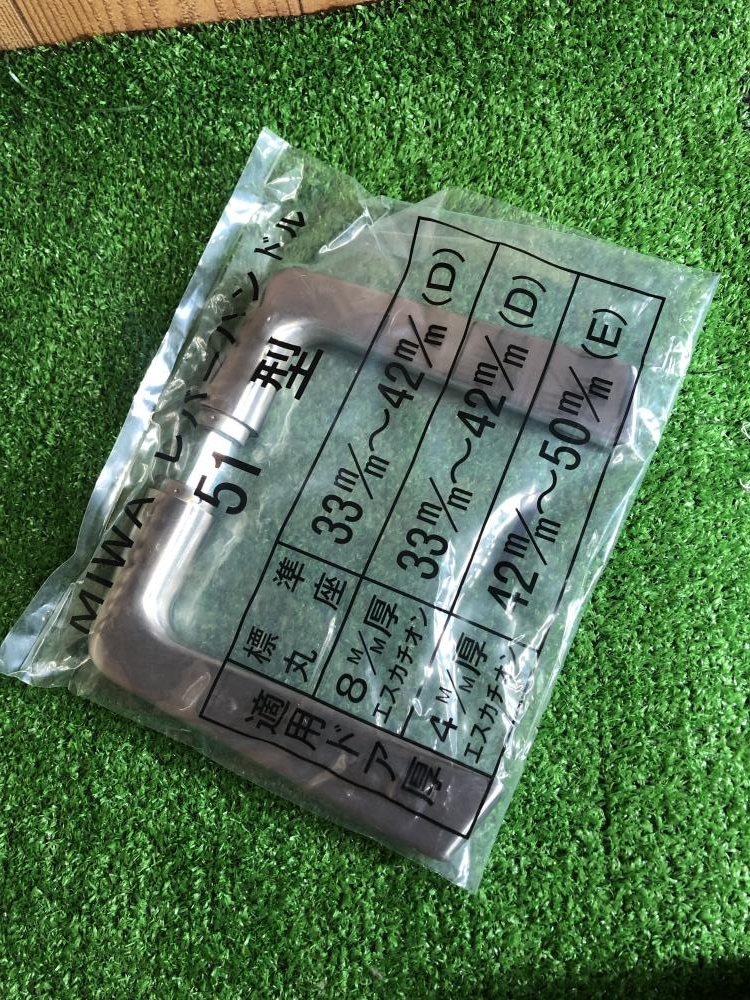 MIWA レバーハンドル
51 型
適用ドア厚
標準
丸座
33m/m～42m/m (D)
8M/M厚
エスカチオン
33m/m～42m/m (D)
4M/M厚
エスカチオン
42m/m～50m/m (E)